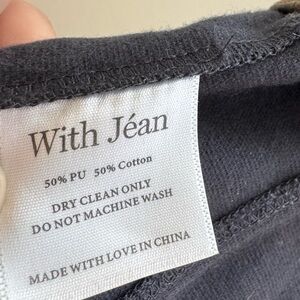 With Jéan
50% PU 50% Cotton
DRY CLEAN ONLY
DO NOT MACHINE WASH
MADE WITH LOVE IN CHINA